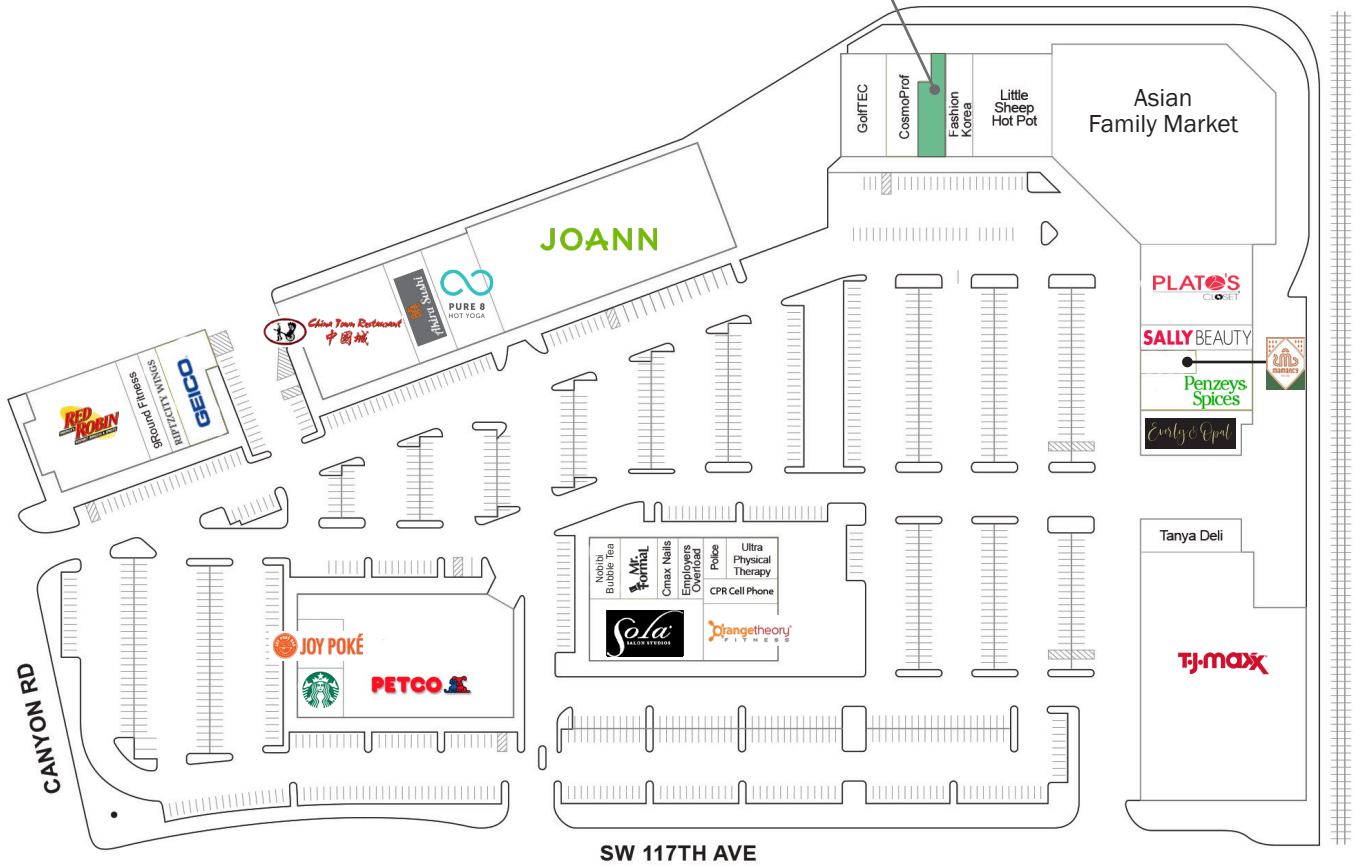 GolfTEC
CosmoProf
Fashion
Korea
Little
Sheep
Hot Pot
Asian
Family Market
JOANN
PURE 8
HOT YOGA
Akira Sushi
China Town Restaurant
中國城
PLATO'S
CLOSET
SALLY BEAUTY
mamancy
Penzeys
Spices
Everly & Opal
GEICO
RIPTZCITY WINGS
9Round Fitness
RED
ROBIN
Nobibi
Bubble Tea
Mr.
Formal
Cmax Nails
Employers
Overload
Police
Ultra
Physical
Therapy
CPR Cell Phone
Sola
SALON STUDIOS
Orangetheory
FITNESS
Tanya Deli
T.J.maxx
JOY POKÉ
PETCO
CANYON RD
SW 117TH AVE